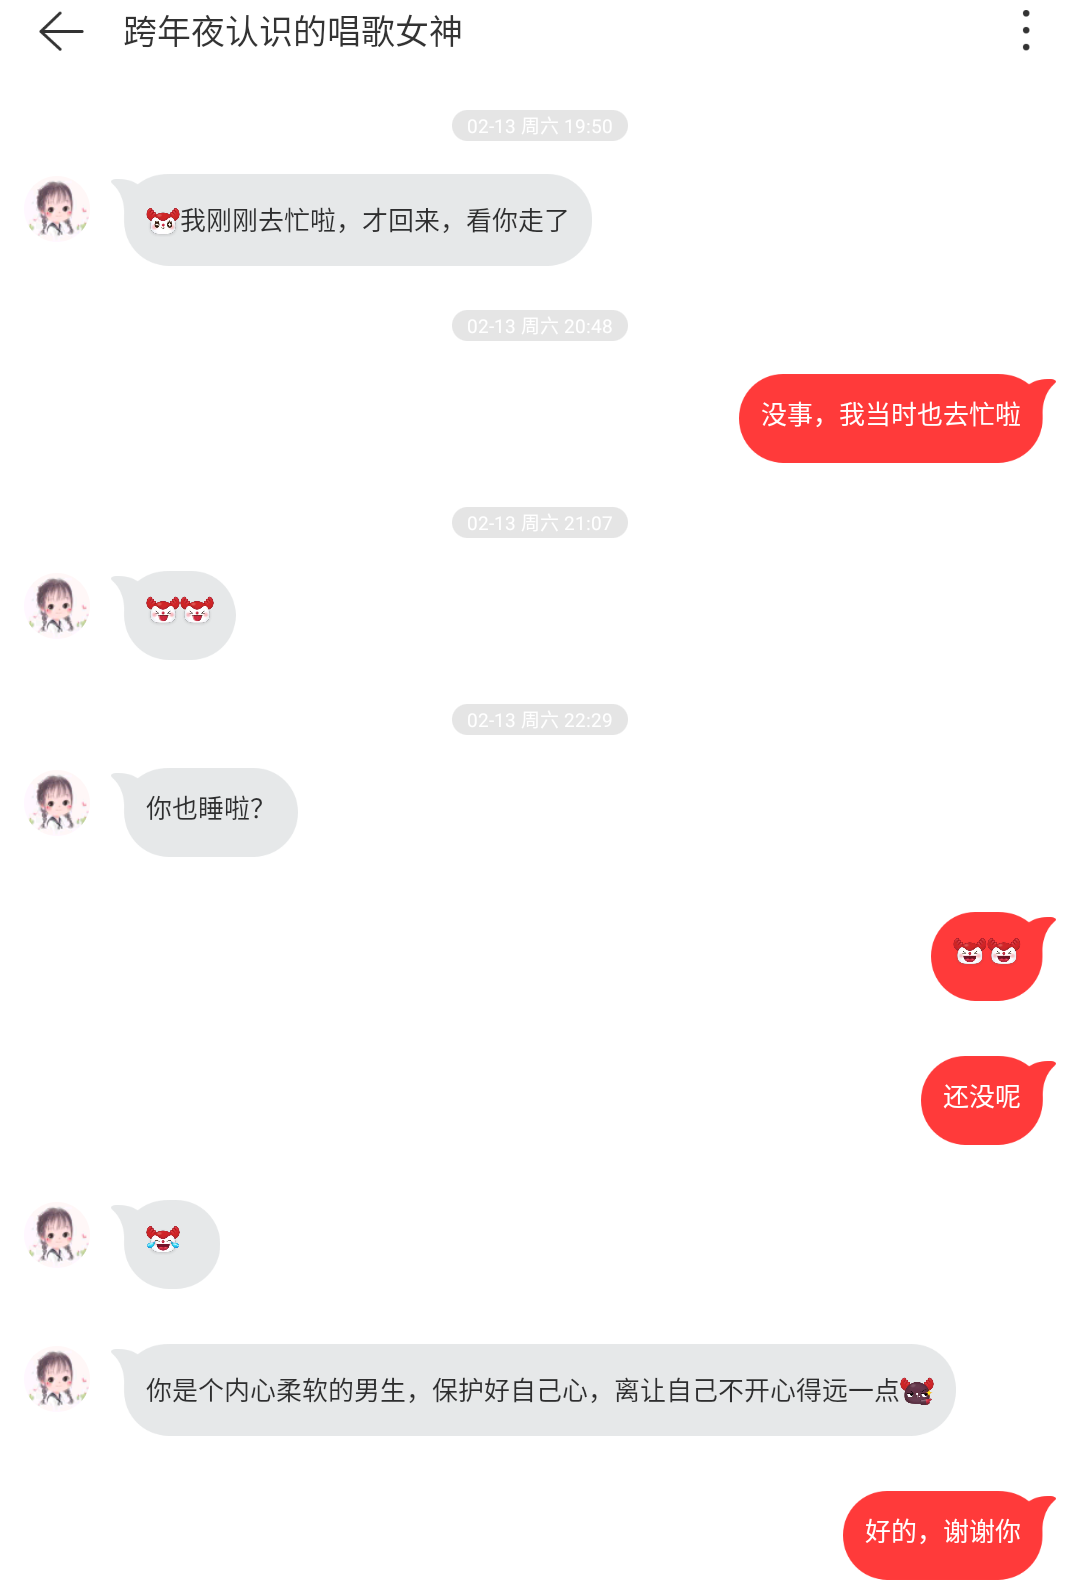 跨年夜认识的唱歌女神
02-13 周六 19:50
我刚刚去忙啦，才回来，看你走了
02-13 周六 20:48
没事，我当时也去忙啦
02-13 周六 21:07
02-13 周六 22:29
你也睡啦？
还没呢
你是个内心柔软的男生，保护好自己心，离让自己不开心得远一点
好的，谢谢你